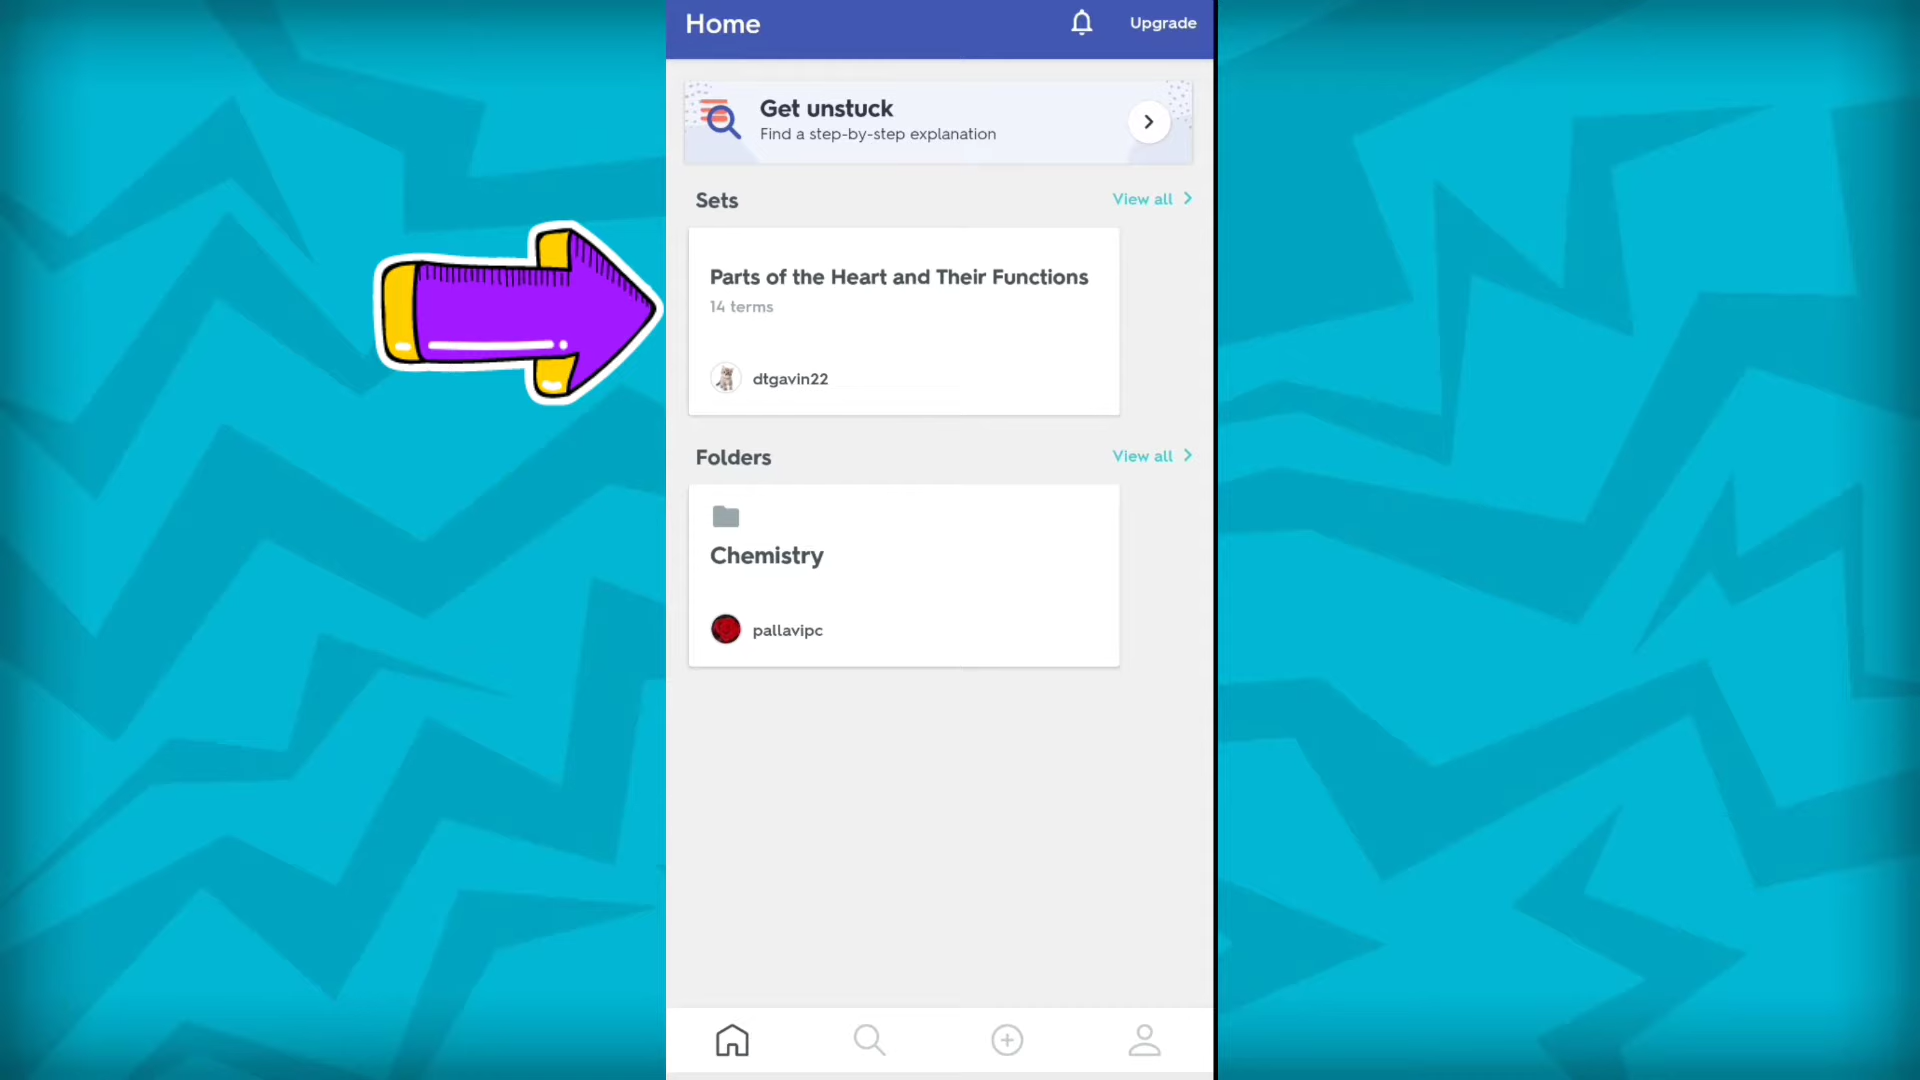 Home
Upgrade
Get unstuck
Find a step-by-step explanation
Sets
View all
Parts of the Heart and Their Functions
14 terms
dtgavin22
Folders
View all
Chemistry
pallavipc